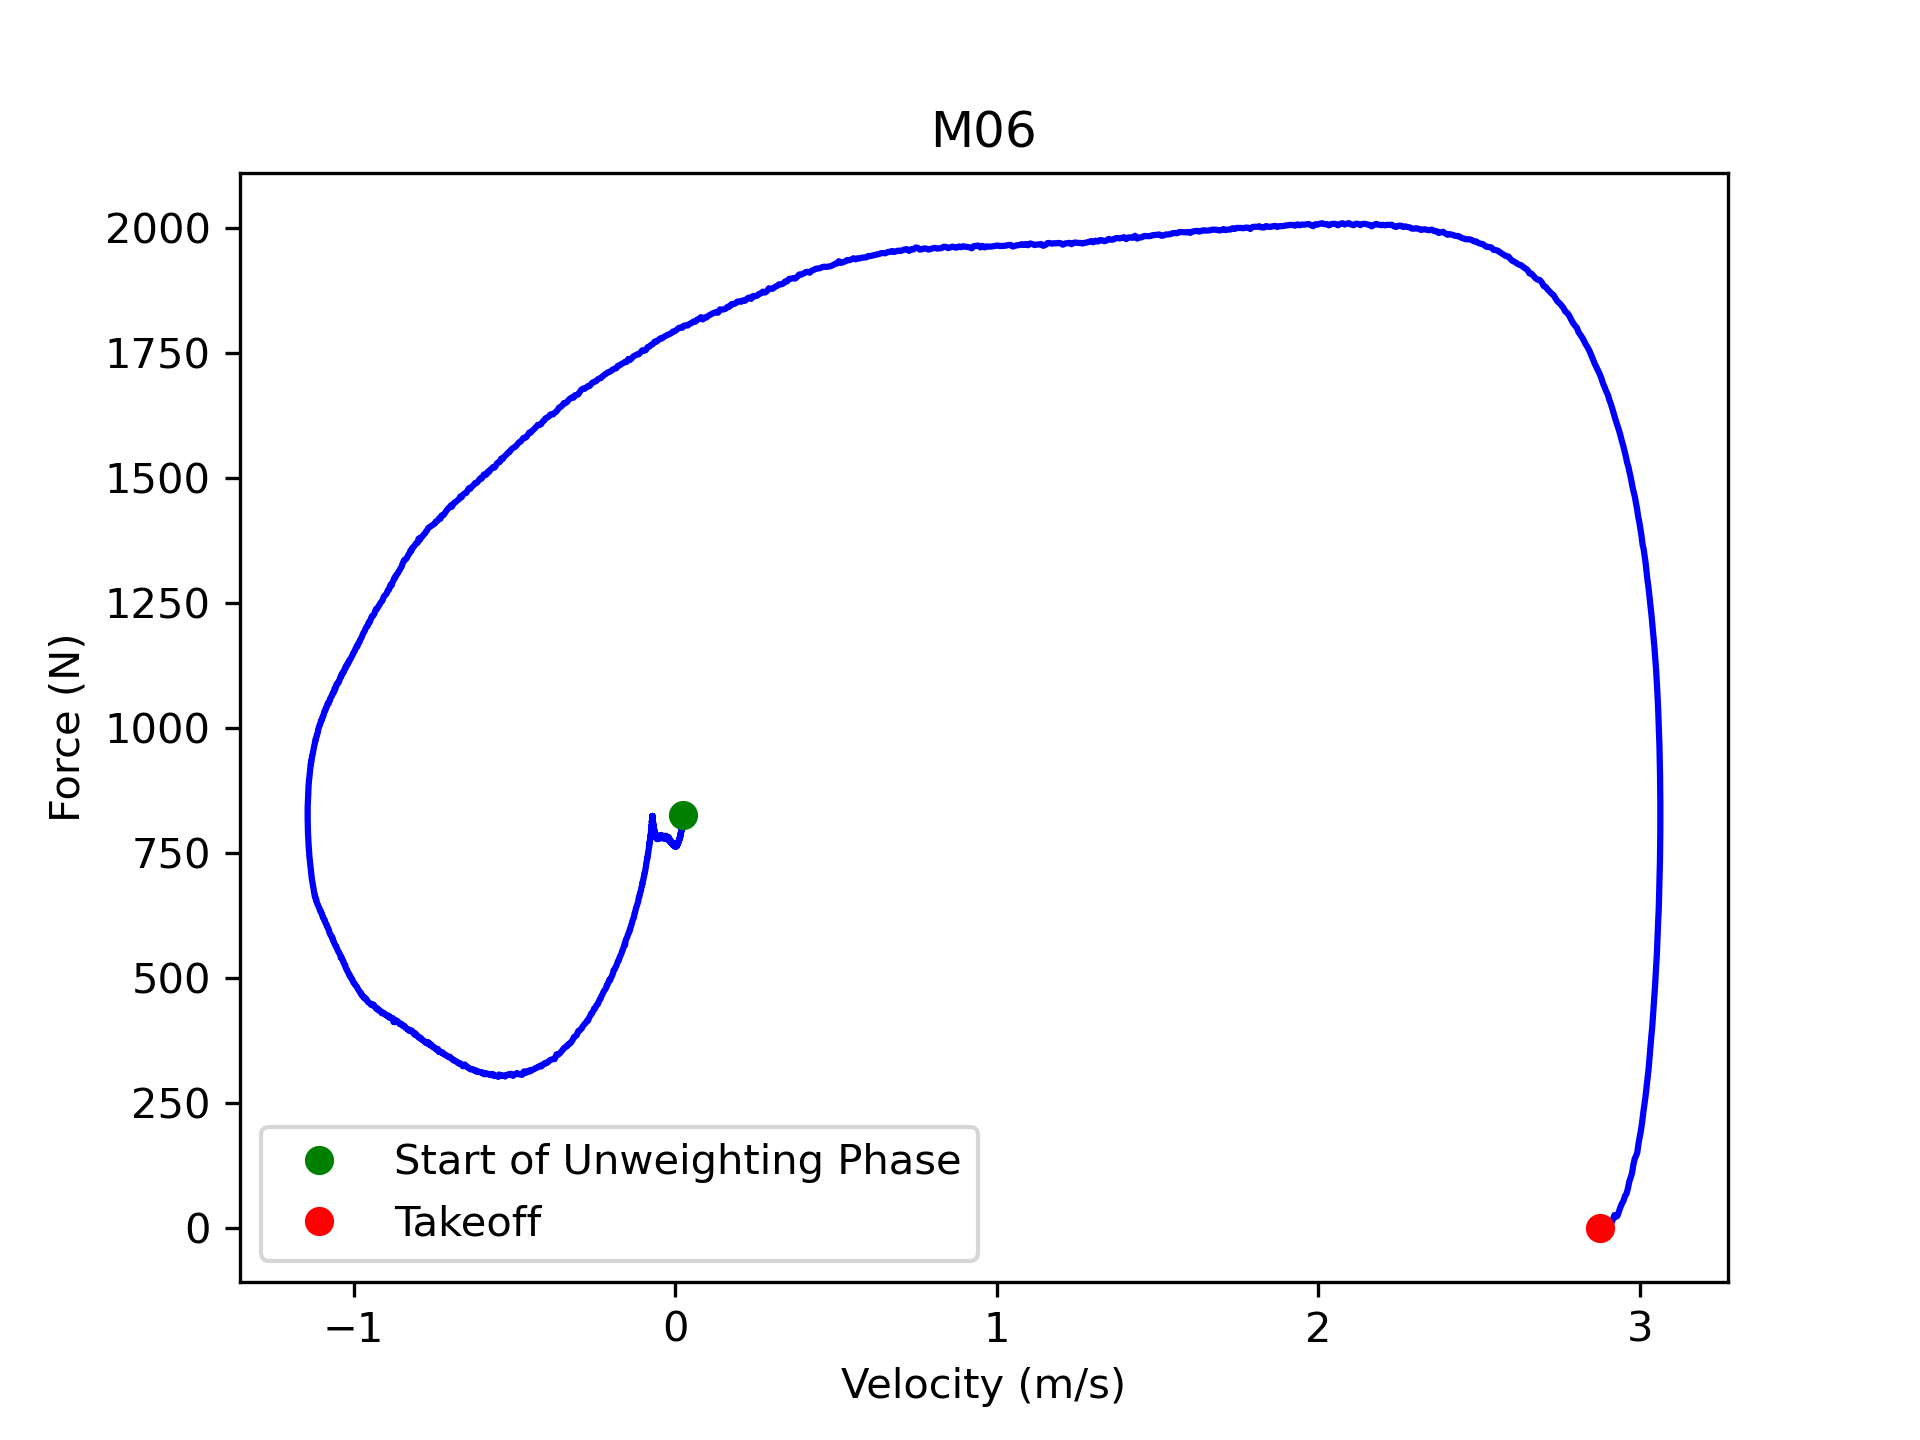 M06
2000
1750
1500
1250
1000
750
500
250
0
Force (N)
Start of Unweighting Phase
Takeoff
−1 0 1 2 3
Velocity (m/s)